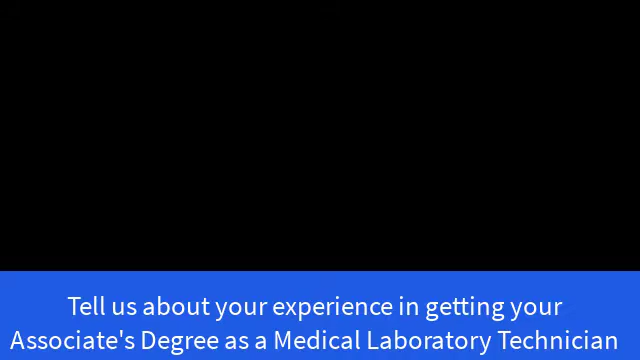 Tell us about your experience in getting your
Associate's Degree as a Medical Laboratory Technician